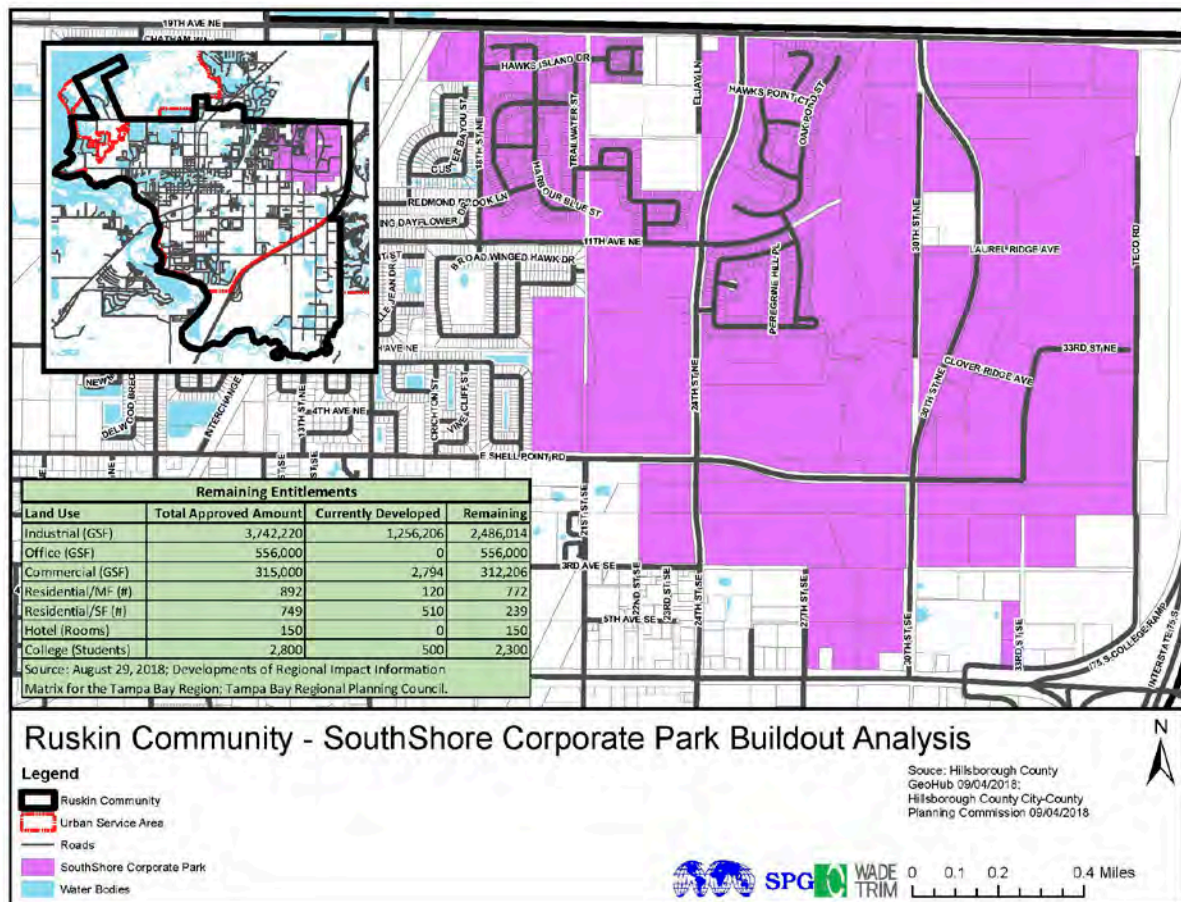 19TH AVE NE
CHATHAM WA
HAWKS ISLAND DR
18TH ST NE
TRAILWATER ST
HARBOUR BLUE ST
REDMOND BROOK LN
ELJAY LN
HAWKS POINT CT
OAK POND ST
11TH AVE NE
BROAD WINGED HAWK DR
PEREGRINE HILL PL
30TH ST NE
LAUREL RIDGE AVE
TECO RD
33RD ST NE
CLOVER RIDGE AVE
30TH ST NE
24TH ST NE
INTERCHANGE
13TH ST NE
4TH AVE NE
CRICHTON ST
VINE CLIFF ST
E SHELL POINT RD
21ST ST SE
3RD AVE SE
22ND ST SE
23RD ST SE
5TH AVE SE
24TH ST SE
27TH ST SE
30TH ST SE
33RD ST SE
I75 S COLLEGE RAMP
INTERSTATE 75 S
Remaining Entitlements
Land Use Total Approved Amount Currently Developed Remaining
Industrial (GSF) 3,742,220 1,256,206 2,486,014
Office (GSF) 556,000 0 556,000
Commercial (GSF) 315,000 2,794 312,206
Residential/MF (#) 892 120 772
Residential/SF (#) 749 510 239
Hotel (Rooms) 150 0 150
College (Students) 2,800 500 2,300
Source: August 29, 2018; Developments of Regional Impact Information
Matrix for the Tampa Bay Region; Tampa Bay Regional Planning Council.
Ruskin Community - SouthShore Corporate Park Buildout Analysis
Legend
Ruskin Community
Urban Service Area
Roads
SouthShore Corporate Park
Water Bodies
Souce: Hillsborough County
GeoHub 09/04/2018;
Hillsborough County City-County
Planning Commission 09/04/2018
N
SPG
WADE
TRIM
0 0.1 0.2 0.4 Miles